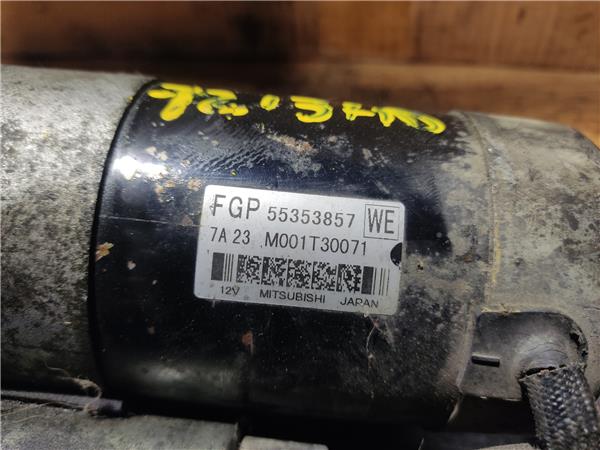 FGP 55353857 WE
7A 23 M001T30071
12V MITSUBISHI JAPAN